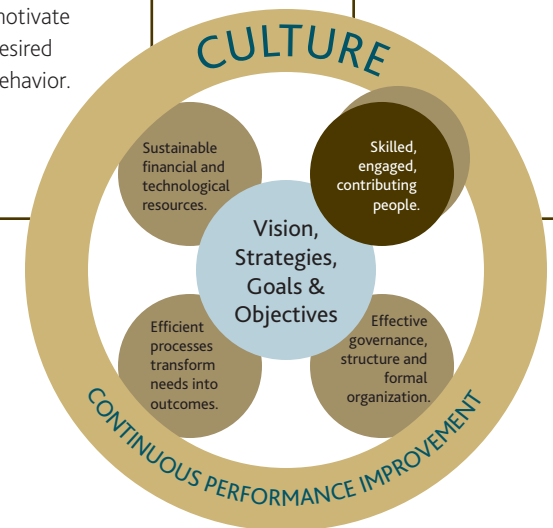 motivate
esired
ehavior.
CULTURE
Sustainable
financial and
technological
resources.
Skilled,
engaged,
contributing
people.
Vision,
Strategies,
Goals &
Objectives
Efficient
processes
transform
needs into
outcomes.
Effective
governance,
structure and
formal
organization.
CONTINUOUS PERFORMANCE IMPROVEMENT